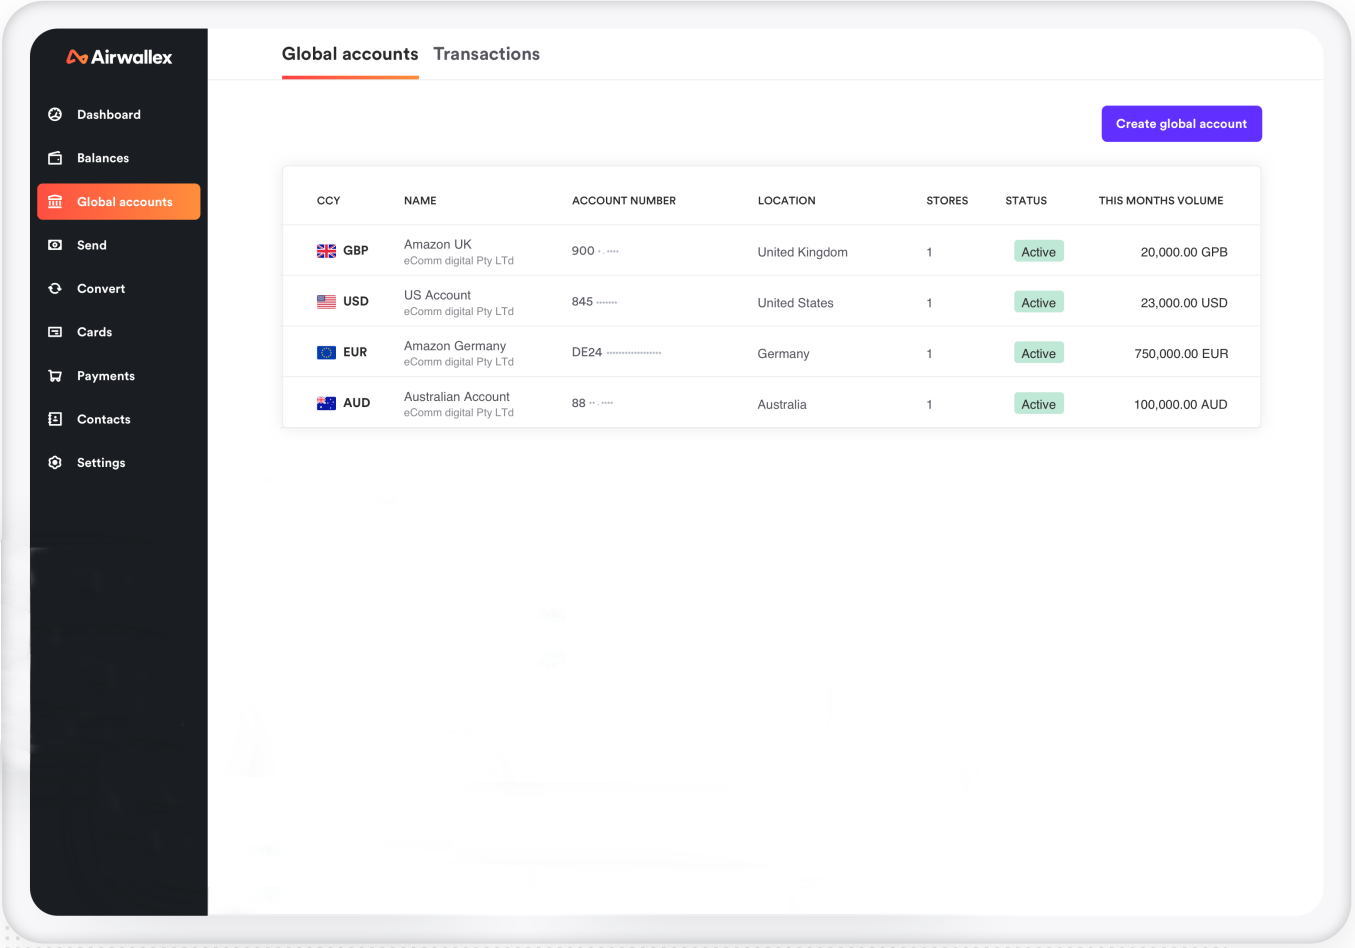 Airwallex
Dashboard
Balances
Global accounts
Send
Convert
Cards
Payments
Contacts
Settings
Global accounts Transactions
Create global account
CCY NAME ACCOUNT NUMBER LOCATION STORES STATUS THIS MONTHS VOLUME
GBP Amazon UK 900 United Kingdom 1 Active 20,000.00 GPB
eComm digital Pty LTd
USD US Account 845 United States 1 Active 23,000.00 USD
eComm digital Pty LTd
EUR Amazon Germany DE24 Germany 1 Active 750,000.00 EUR
eComm digital Pty LTd
AUD Australian Account 88 Australia 1 Active 100,000.00 AUD
eComm digital Pty LTd